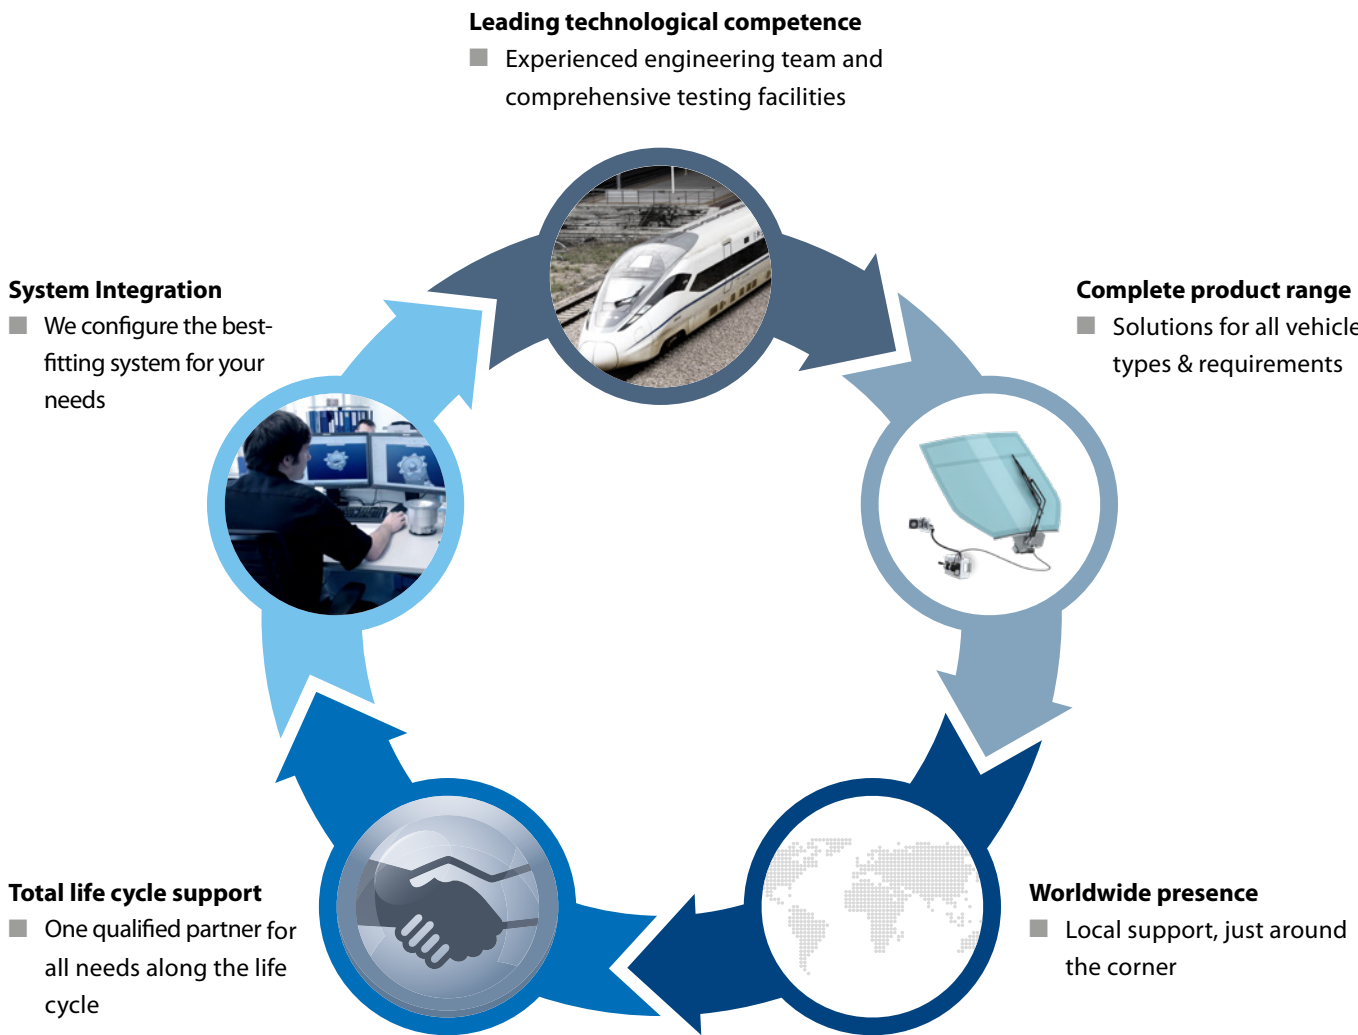 Leading technological competence
Experienced engineering team and
comprehensive testing facilities
System Integration
We configure the best-
fitting system for your
needs
Complete product range
Solutions for all vehicle
types & requirements
Total life cycle support
One qualified partner for
all needs along the life
cycle
Worldwide presence
Local support, just around
the corner